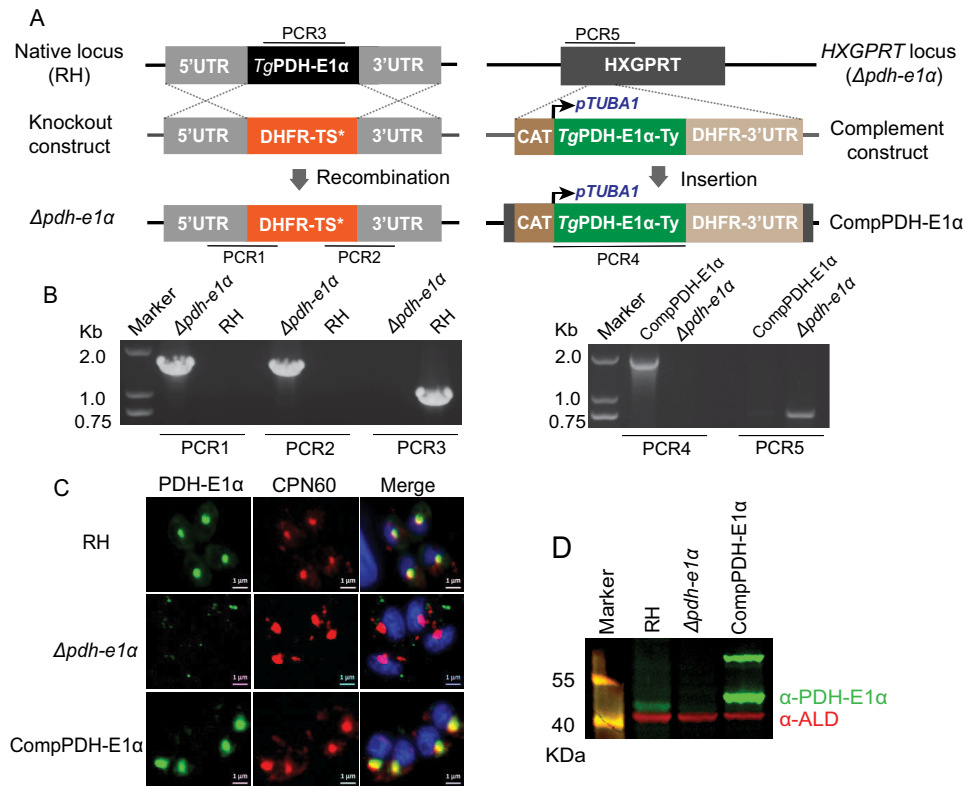 A
PCR3
PCR5
Native locus
(RH)
5'UTR
TgPDH-E1α
3'UTR
HXGPRT
HXGPRT locus
(Δpdh-e1α)
pTUBA1
Knockout
construct
5'UTR
DHFR-TS*
3'UTR
CAT
TgPDH-E1α-Ty
DHFR-3'UTR
Complement
construct
Recombination
Insertion
pTUBA1
Δpdh-e1α
5'UTR
DHFR-TS*
3'UTR
CAT
TgPDH-E1α-Ty
DHFR-3'UTR
CompPDH-E1α
PCR1
PCR2
PCR4
B
Kb
Marker
Δpdh-e1α
RH
Δpdh-e1α
RH
Δpdh-e1α
RH
2.0
1.0
0.75
PCR1
PCR2
PCR3
Kb
Marker
CompPDH-E1α
Δpdh-e1α
CompPDH-E1α
Δpdh-e1α
2.0
1.0
0.75
PCR4
PCR5
C
PDH-E1α
CPN60
Merge
RH
1 µm
1 µm
1 µm
Δpdh-e1α
1 µm
1 µm
1 µm
CompPDH-E1α
1 µm
1 µm
1 µm
D
Marker
RH
Δpdh-e1α
CompPDH-E1α
55
40
KDa
α-PDH-E1α
α-ALD